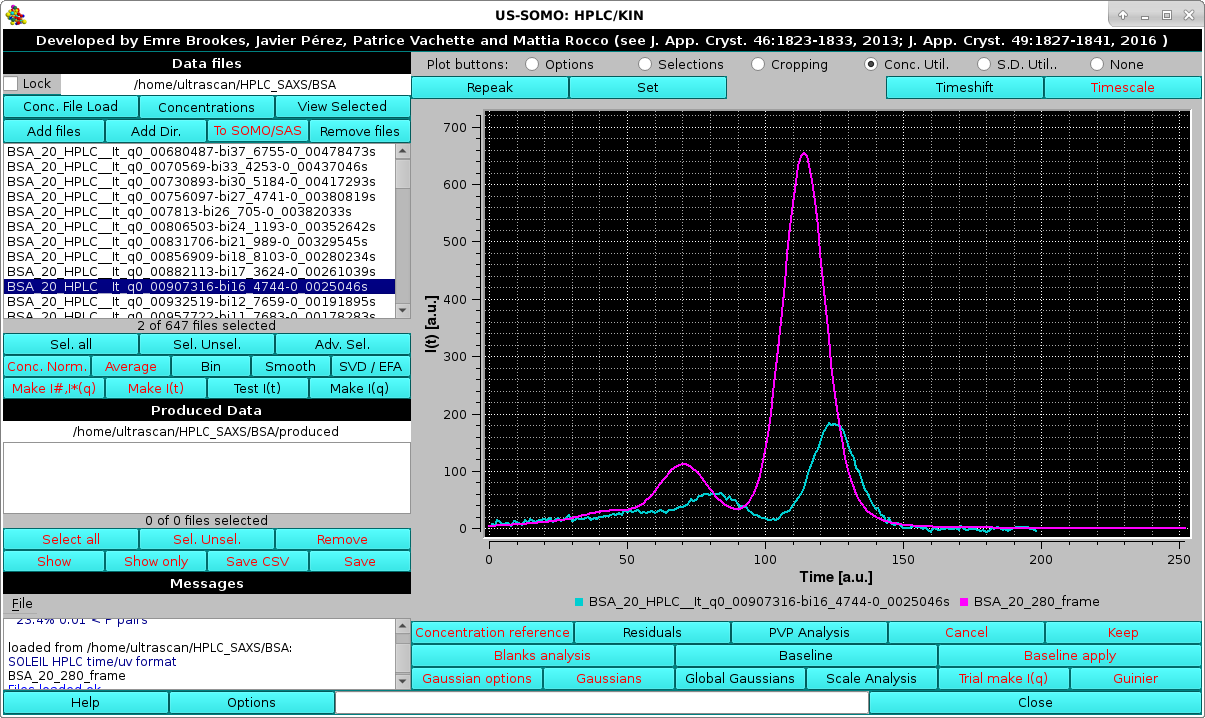 US-SOMO: HPLC/KIN
Developed by Emre Brookes, Javier Pérez, Patrice Vachette and Mattia Rocco (see J. App. Cryst. 46:1823-1833, 2013; J. App. Cryst. 49:1827-1841, 2016 )
Data files
Lock /home/ultrascan/HPLC_SAXS/BSA
Conc. File Load Concentrations View Selected
Add files Add Dir. To SOMO/SAS Remove files
BSA_20_HPLC__It_q0_00680487-bi37_6755-0_00478473s
BSA_20_HPLC__It_q0_0070569-bi33_4253-0_00437046s
BSA_20_HPLC__It_q0_00730893-bi30_5184-0_00417293s
BSA_20_HPLC__It_q0_00756097-bi27_4741-0_00380819s
BSA_20_HPLC__It_q0_007813-bi26_705-0_00382033s
BSA_20_HPLC__It_q0_00806503-bi24_1193-0_00352642s
BSA_20_HPLC__It_q0_00831706-bi21_989-0_00329545s
BSA_20_HPLC__It_q0_00856909-bi18_8103-0_00280234s
BSA_20_HPLC__It_q0_00882113-bi17_3624-0_00261039s
BSA_20_HPLC__It_q0_00907316-bi16_4744-0_0025046s
BSA_20_HPLC__It_q0_00932519-bi12_7659-0_00191895s
BSA_20_HPLC__It_q0_00957722-bi11_7683-0_00178283s
2 of 647 files selected
Sel. all Sel. Unsel. Adv. Sel.
Conc. Norm. Average Bin Smooth SVD / EFA
Make I#,I*(q) Make I(t) Test I(t) Make I(q)
Produced Data
/home/ultrascan/HPLC_SAXS/BSA/produced
0 of 0 files selected
Select all Sel. Unsel. Remove
Show Show only Save CSV Save
Messages
File
23.4% 0.01 < P pairs
loaded from /home/ultrascan/HPLC_SAXS/BSA:
SOLEIL HPLC time/uv format
BSA_20_280_frame
Files loaded ok
Plot buttons: Options Selections Cropping Conc. Util. S.D. Util.. None
Repeak Set Timeshift Timescale
I(t) [a.u.]
700
600
500
400
300
200
100
0
0 50 100 150 200 250
Time [a.u.]
BSA_20_HPLC__It_q0_00907316-bi16_4744-0_0025046s BSA_20_280_frame
Concentration reference Residuals PVP Analysis Cancel Keep
Blanks analysis Baseline Baseline apply
Gaussian options Gaussians Global Gaussians Scale Analysis Trial make I(q) Guinier
Help Options Close